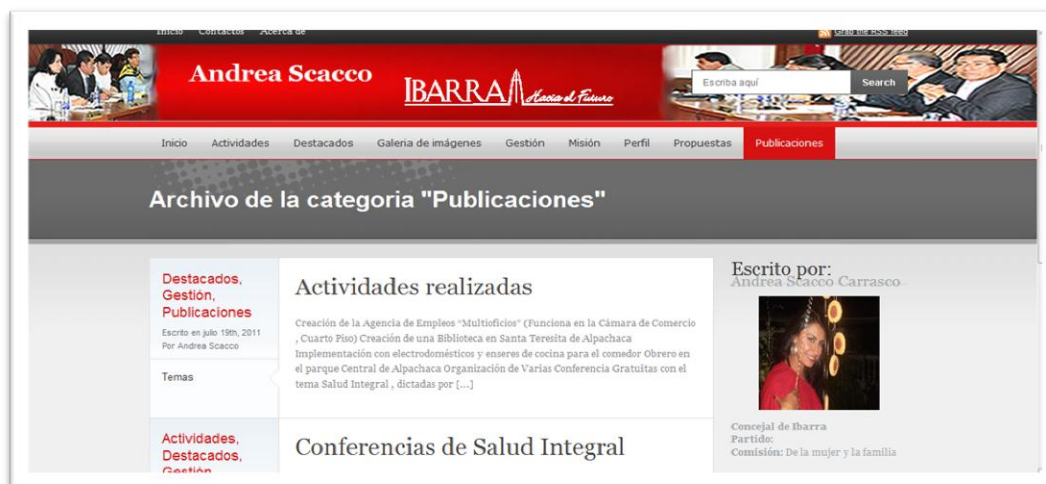 Inicio Contactos Acerca de
Grab the RSS feed
Andrea Scacco
IBARRA Hacia el Futuro
Escriba aquí
Search
Inicio Actividades Destacados Galeria de imágenes Gestión Misión Perfil Propuestas Publicaciones
Archivo de la categoria "Publicaciones"
Destacados,
Gestión,
Publicaciones
Escrito en julio 19th, 2011
Por Andrea Scacco
Temas
Actividades realizadas
Creación de la Agencia de Empleos "Multioficios" (Funciona en la Cámara de Comercio
, Cuarto Piso) Creación de una Biblioteca en Santa Teresita de Alpachaca
Implementación con electrodomésticos y enseres de cocina para el comedor Obrero en
el parque Central de Alpachaca Organización de Varias Conferencia Gratuitas con el
tema Salud Integral , dictadas por [...]
Actividades,
Destacados,
Gestión
Conferencias de Salud Integral
Escrito por:
Andrea Scacco Carrasco
Concejal de Ibarra
Partido:
Comisión: De la mujer y la familia